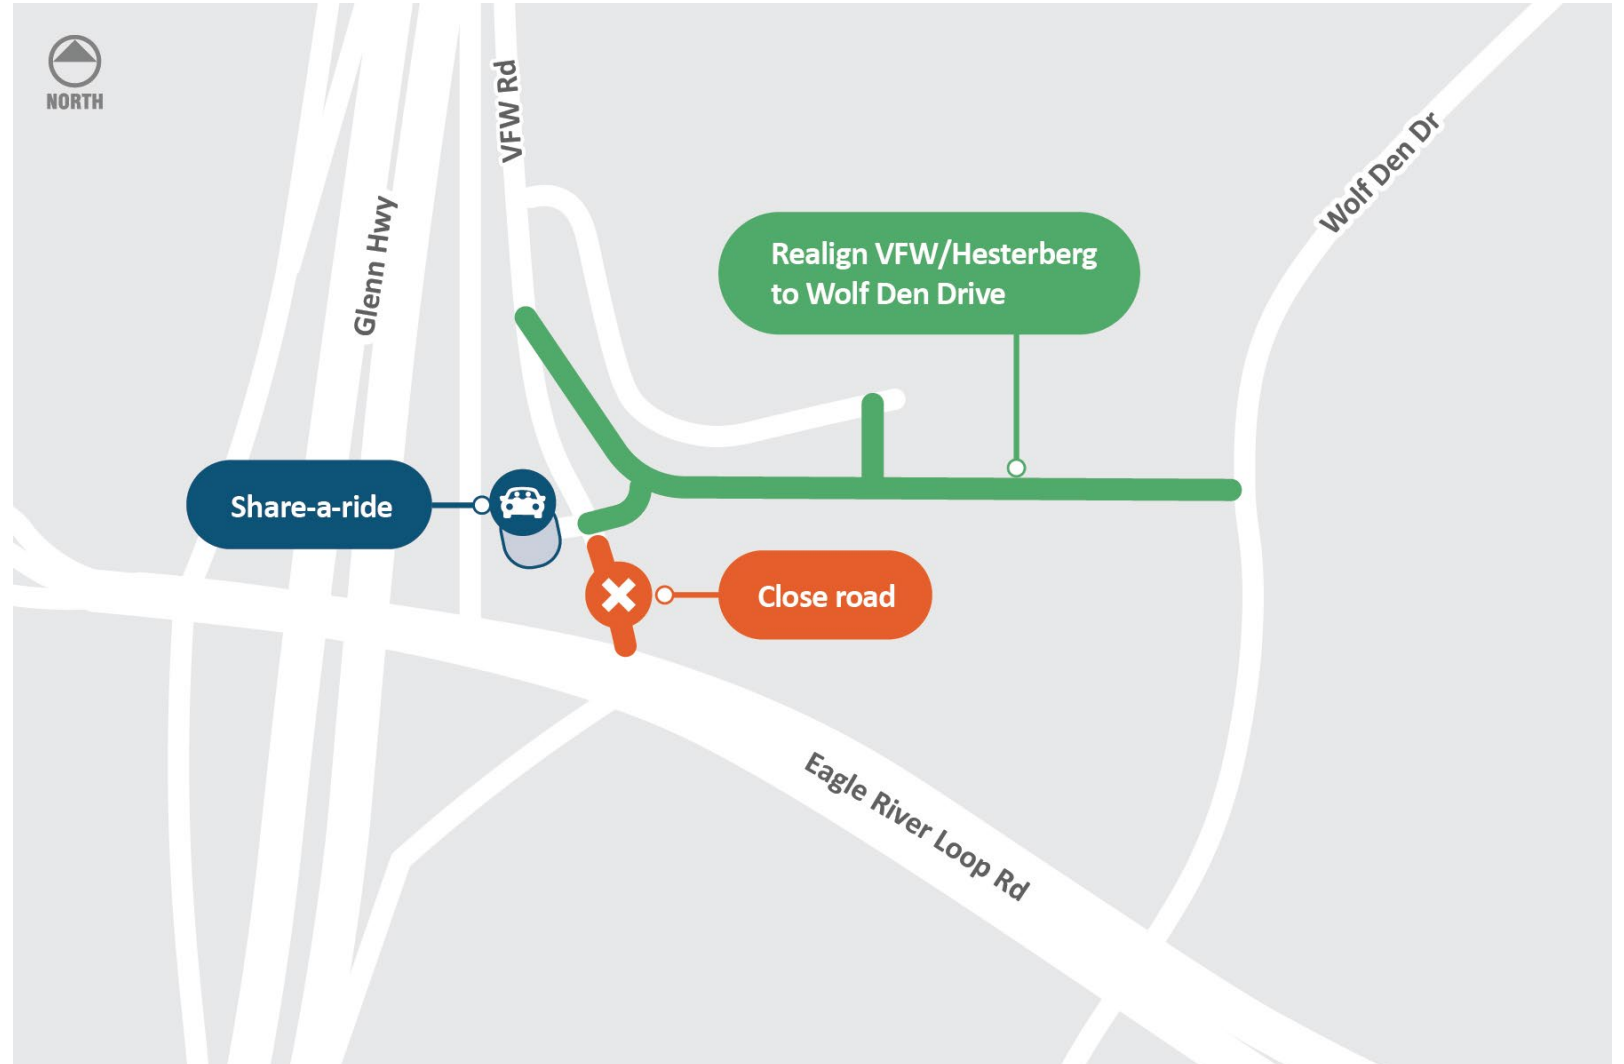 NORTH
VFW Rd
Wolf Den Dr
Glenn Hwy
Realign VFW/Hesterberg
to Wolf Den Drive
Share-a-ride
Close road
Eagle River Loop Rd